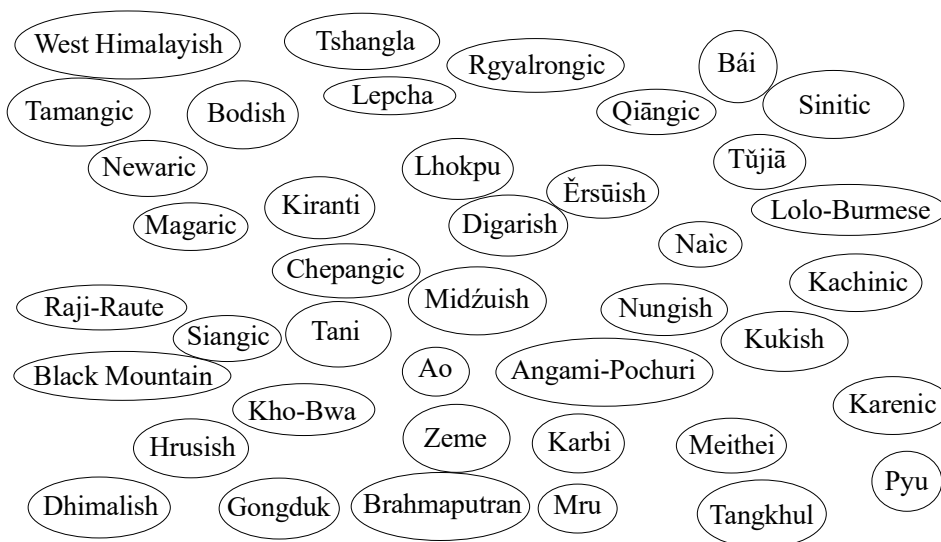 West Himalayish
Tshangla
Rgyalrongic
Bái
Tamangic
Bodish
Lepcha
Qiāngic
Sinitic
Newaric
Lhokpu
Tǔjiā
Ěrsūish
Magaric
Kiranti
Digarish
Lolo-Burmese
Naìc
Chepangic
Kachinic
Raji-Raute
Midźuish
Nungish
Siangic
Tani
Kukish
Black Mountain
Ao
Angami-Pochuri
Kho-Bwa
Karenic
Hrusish
Zeme
Karbi
Meithei
Pyu
Dhimalish
Gongduk
Brahmaputran
Mru
Tangkhul